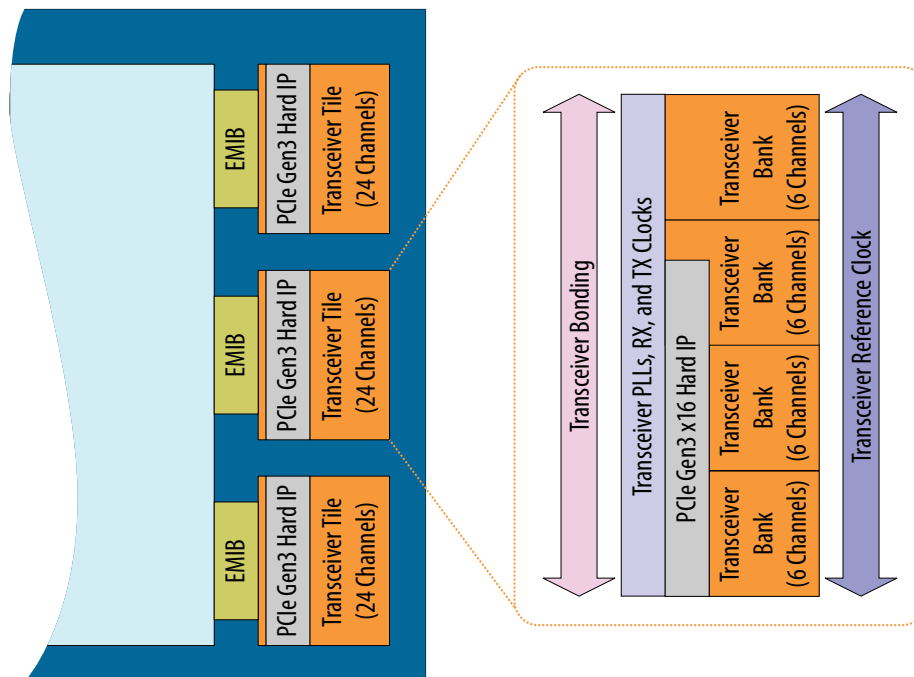 EMIB
PCIe Gen3 Hard IP
Transceiver Tile
(24 Channels)
EMIB
PCIe Gen3 Hard IP
Transceiver Tile
(24 Channels)
EMIB
PCIe Gen3 Hard IP
Transceiver Tile
(24 Channels)
Transceiver Bonding
Transceiver PLLs, RX, and TX CLocks
PCIe Gen3 x16 Hard IP
Transceiver
Bank
(6 Channels)
Transceiver
Bank
(6 Channels)
Transceiver
Bank
(6 Channels)
Transceiver
Bank
(6 Channels)
Transceiver Reference Clock